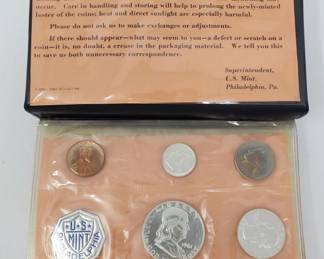 occur. Care in handling and storing will help to prolong the newly-minted
luster of the coins; heat and direct sunlight are especially harmful.
Please do not ask us to make exchanges or adjustments.
If there should appear—what may seem to you—a defect or scratch on a
coin—it is, no doubt, a crease in the packaging material. We tell you this
to save us both unnecessary correspondence.
Superintendent,
U.S. Mint,
Philadelphia, Pa.
U·S
MINT
PHILADELPHIA